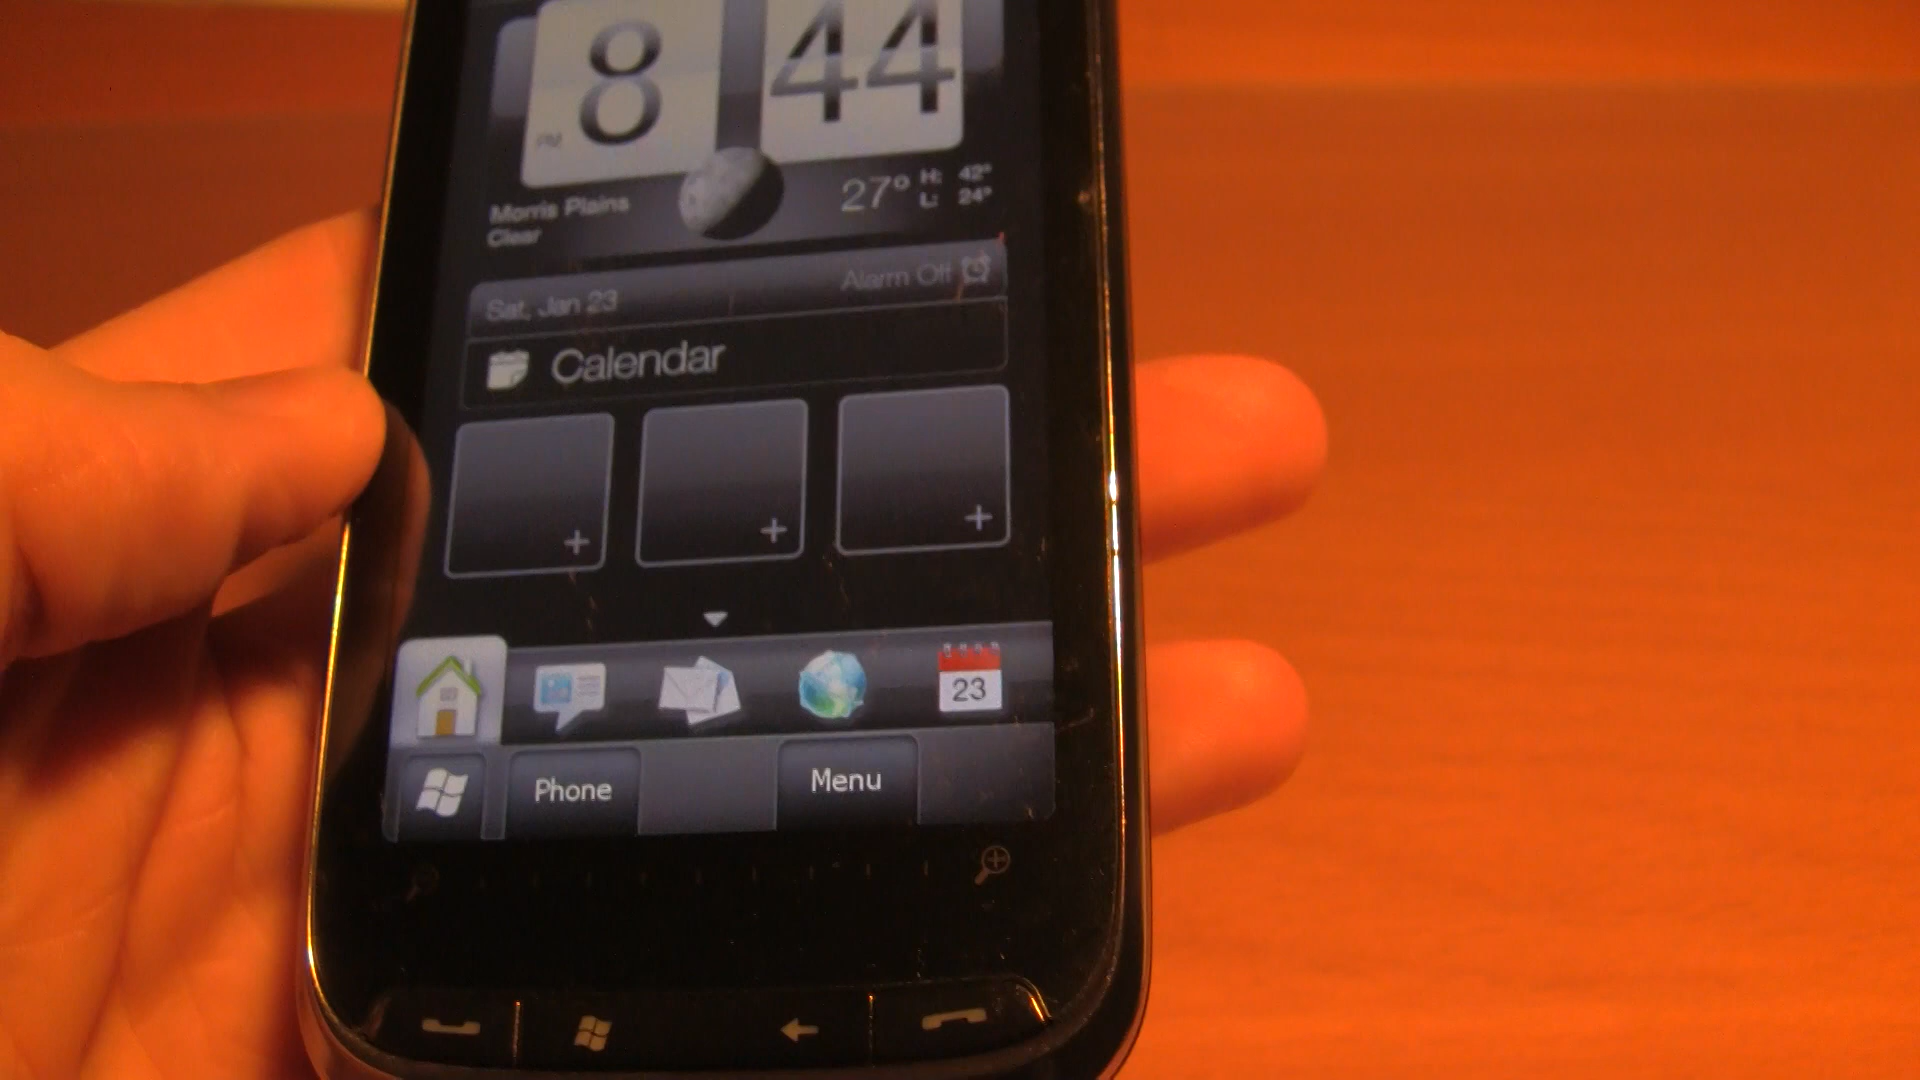 8 44
PM
Morris Plains
Clear
27° H: 42°
L: 24°
Sat, Jan 23
Alarm Off
Calendar
23
Phone
Menu